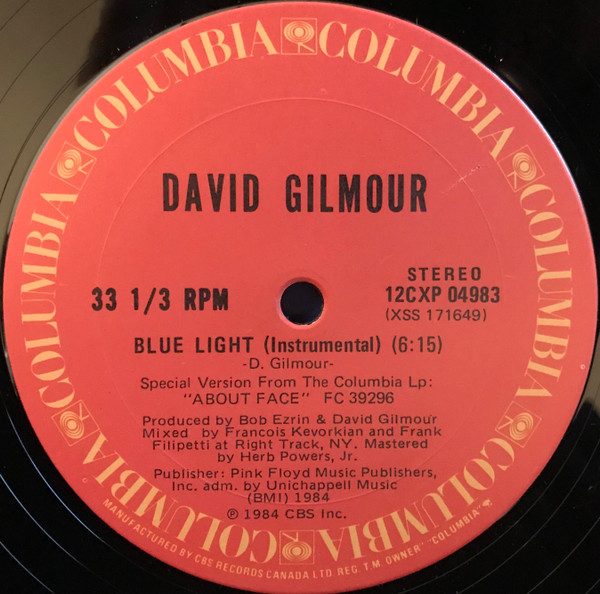 COLUMBIA COLUMBIA COLUMBIA COLUMBIA COLUMBIA COLUMBIA
DAVID GILMOUR
33 1/3 RPM
STEREO
12CXP 04983
(XSS 171649)
BLUE LIGHT (Instrumental) (6:15)
-D. Gilmour-
Special Version From The Columbia Lp:
"ABOUT FACE" FC 39296
Produced by Bob Ezrin & David Gilmour
Mixed by Francois Kevorkian and Frank
Filipetti at Right Track, NY. Mastered
by Herb Powers, Jr.
Publisher: Pink Floyd Music Publishers,
Inc. adm. by Unichappell Music
(BMI) 1984
℗ 1984 CBS Inc.
MANUFACTURED BY CBS RECORDS CANADA LTD. REG. T.M. OWNER "COLUMBIA"